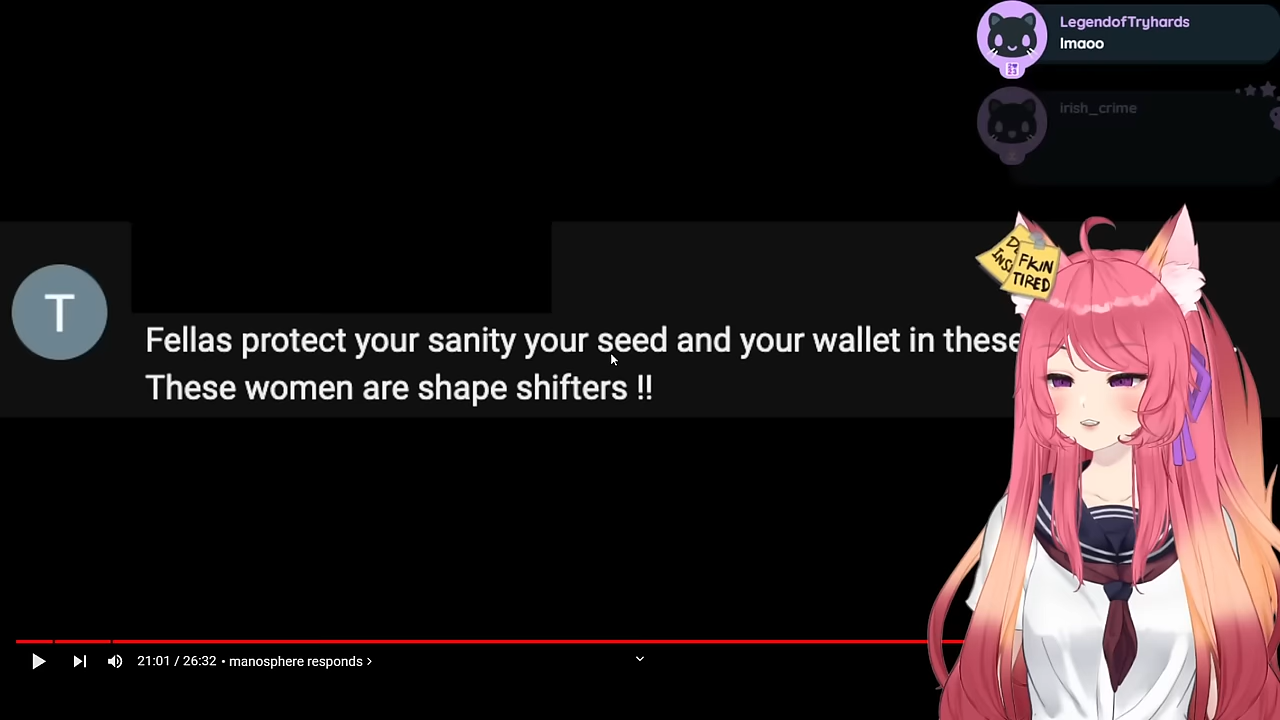 LegendofTryhards
lmaoo
irish_crime
FKIN
TIRED
T
Fellas protect your sanity your seed and your wallet in these
These women are shape shifters !!
21:01 / 26:32 • manosphere responds >